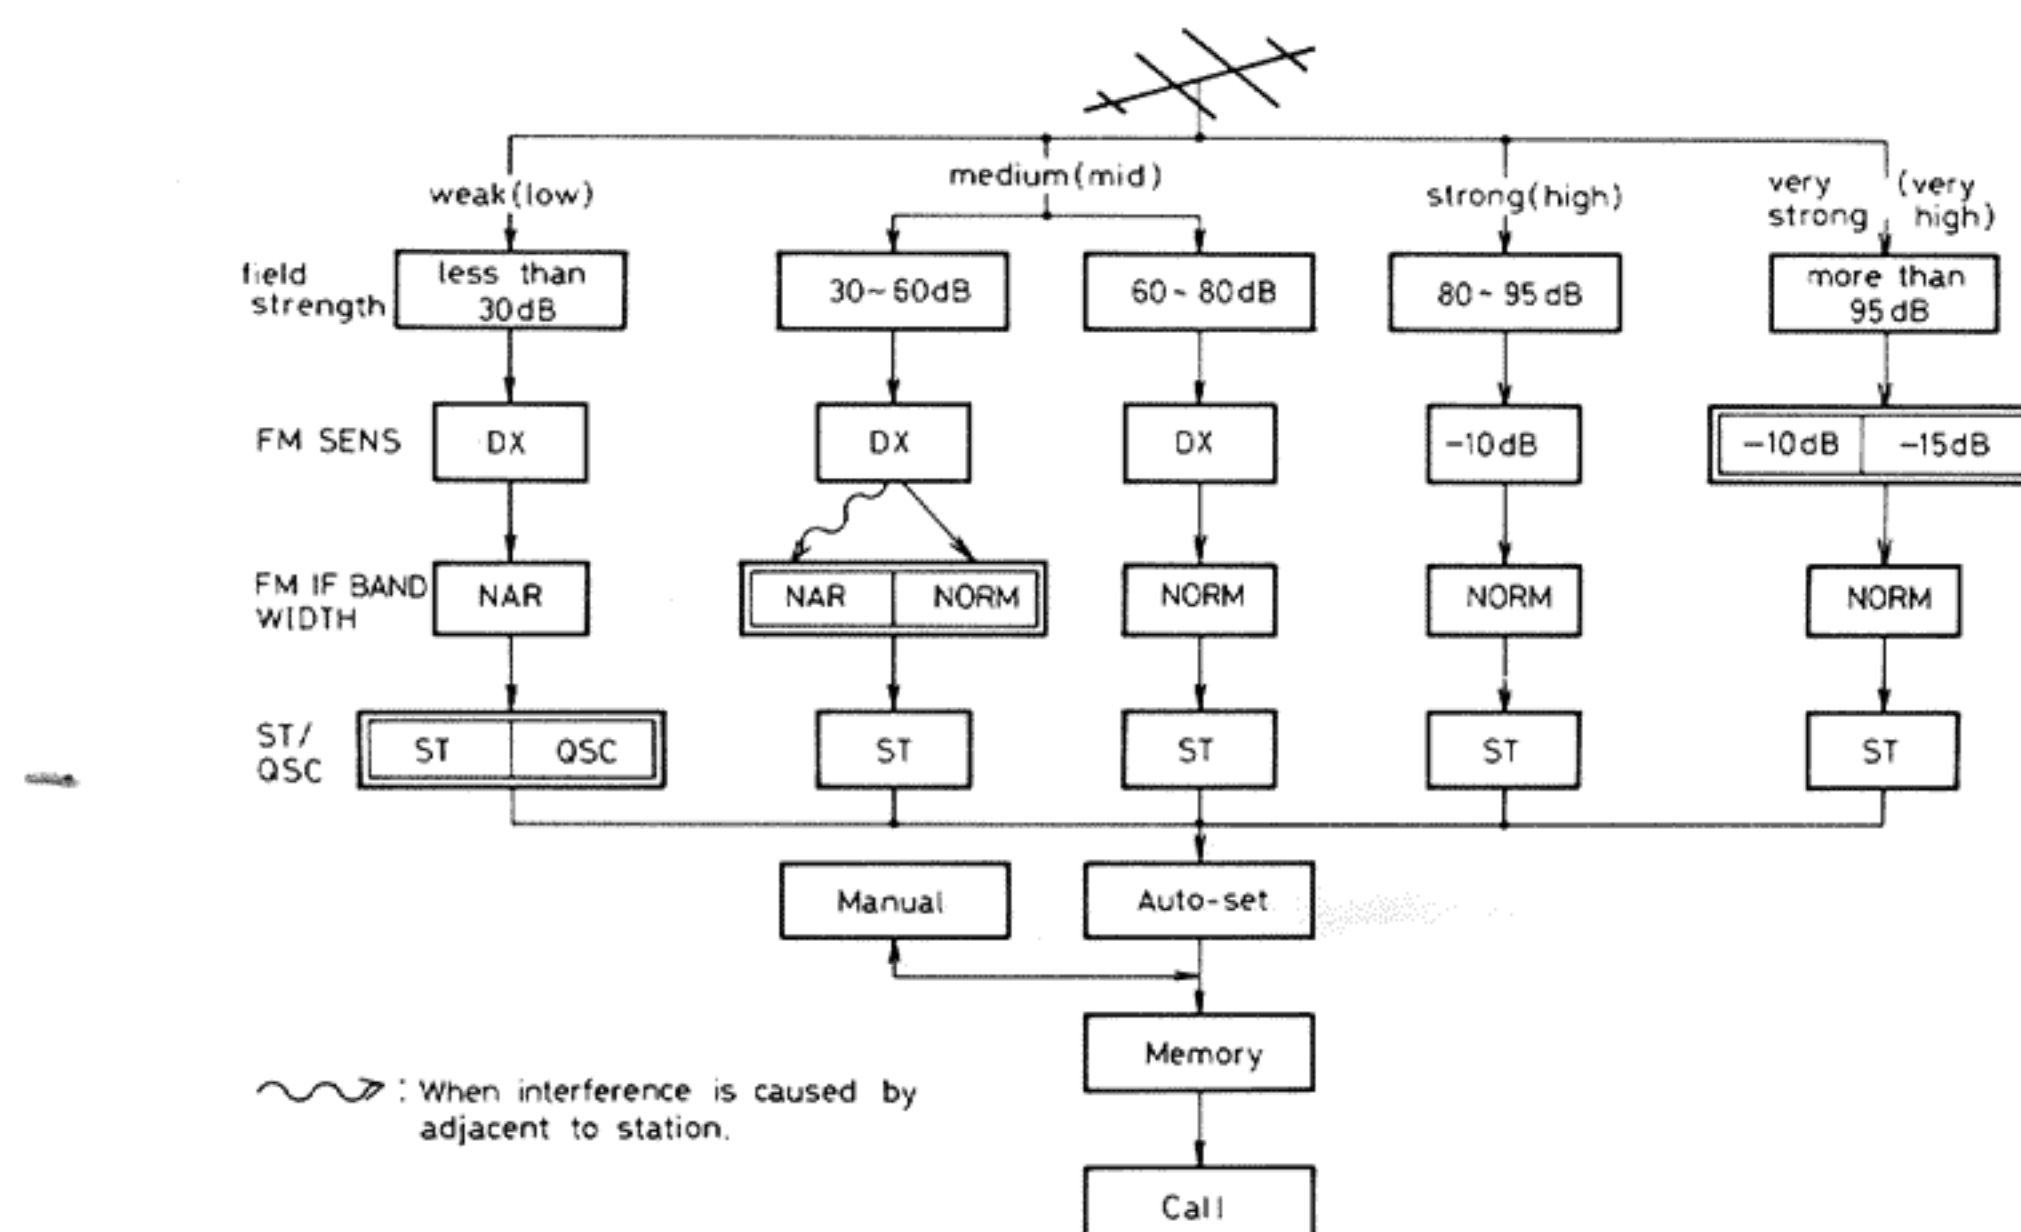 weak(low)
medium(mid)
strong(high)
very (very
strong high)
field
strength
less than
30dB
30~60dB
60~80dB
80~95dB
more than
95dB
FM SENS
DX
DX
DX
-10dB
-10dB
-15dB
FM IF BAND
WIDTH
NAR
NAR
NORM
NORM
NORM
NORM
ST/
QSC
ST
QSC
ST
ST
ST
ST
Manual
Auto-set
Memory
: When interference is caused by
adjacent to station.
Call